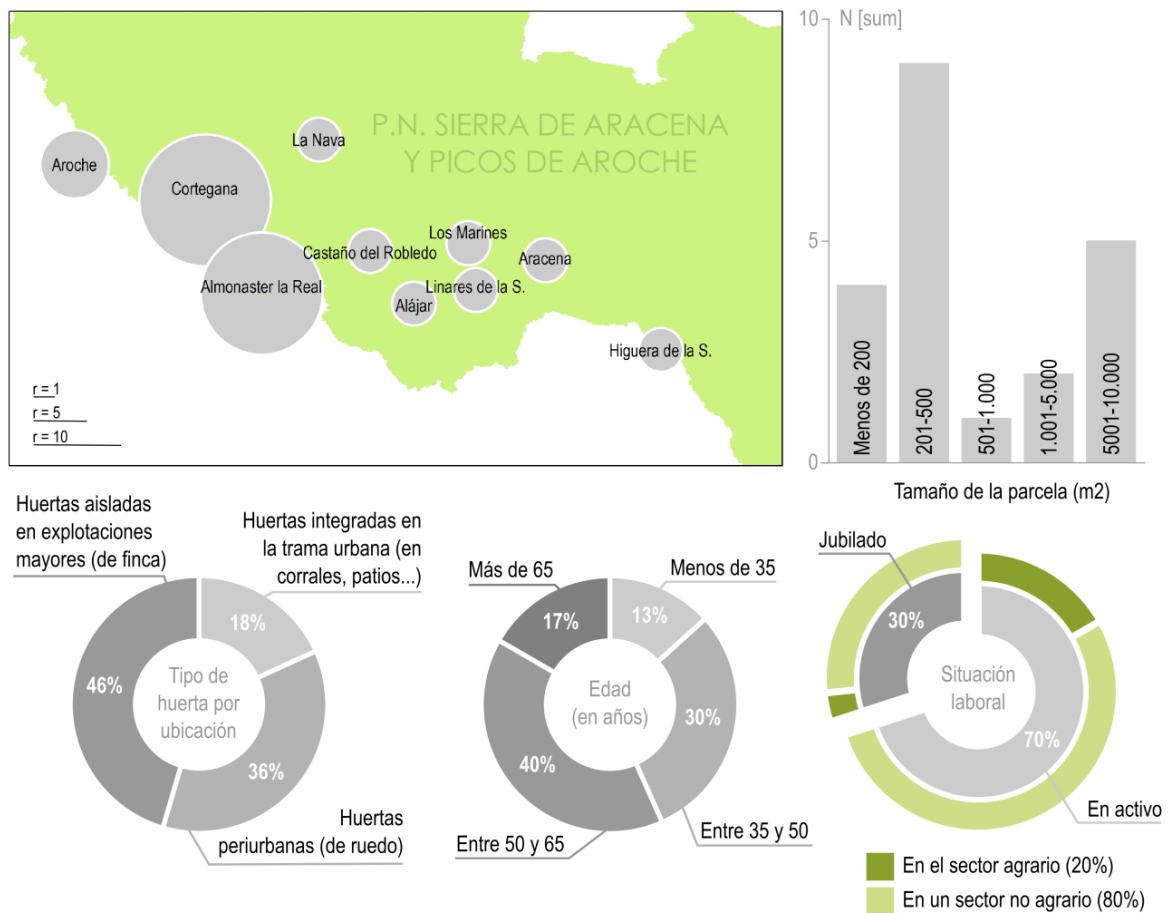 P.N. SIERRA DE ARACENA
Y PICOS DE AROCHE
La Nava
Aroche
Cortegana
Los Marines
Castaño del Robledo
Aracena
Almonaster la Real
Linares de la S.
Alájar
Higuera de la S.
r = 1
r = 5
r = 10
N [sum]
10
5
0
Menos de 200
201-500
501-1.000
1.001-5.000
5001-10.000
Tamaño de la parcela (m2)
Huertas aisladas
en explotaciones
mayores (de finca)
Huertas integradas en
la trama urbana (en
corrales, patios...)
18%
46%
36%
Tipo de
huerta por
ubicación
Huertas
periurbanas (de ruedo)
Más de 65
Menos de 35
17%
13%
30%
40%
Edad
(en años)
Entre 50 y 65
Entre 35 y 50
Jubilado
30%
Situación
laboral
70%
En activo
En el sector agrario (20%)
En un sector no agrario (80%)